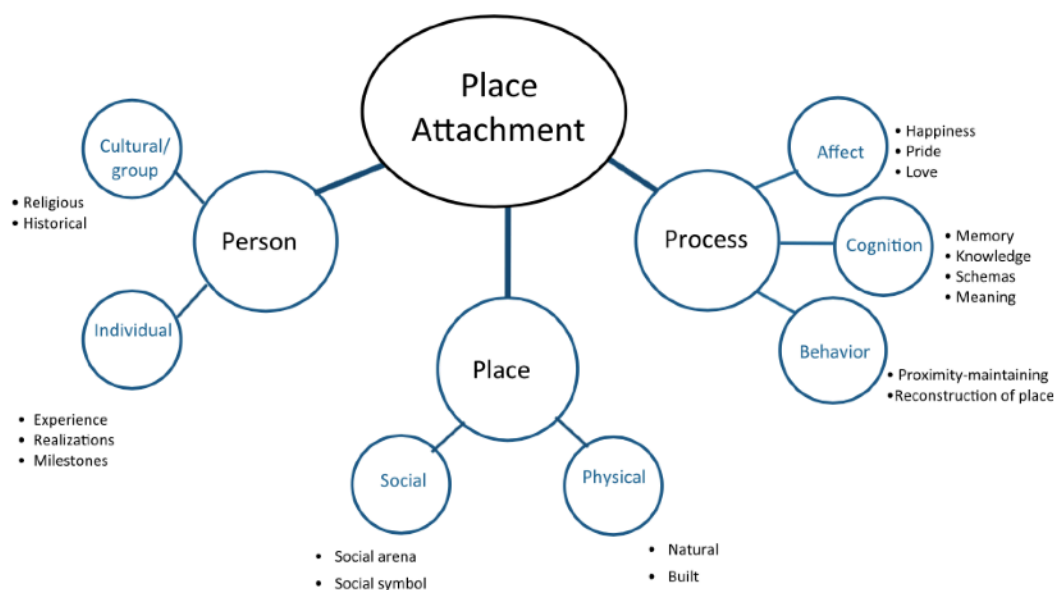 Place
Attachment
Cultural/
group
• Religious
• Historical
Person
Individual
• Experience
• Realizations
• Milestones
Place
Social
• Social arena
• Social symbol
Physical
• Natural
• Built
Process
Affect
• Happiness
• Pride
• Love
Cognition
• Memory
• Knowledge
• Schemas
• Meaning
Behavior
• Proximity-maintaining
•Reconstruction of place